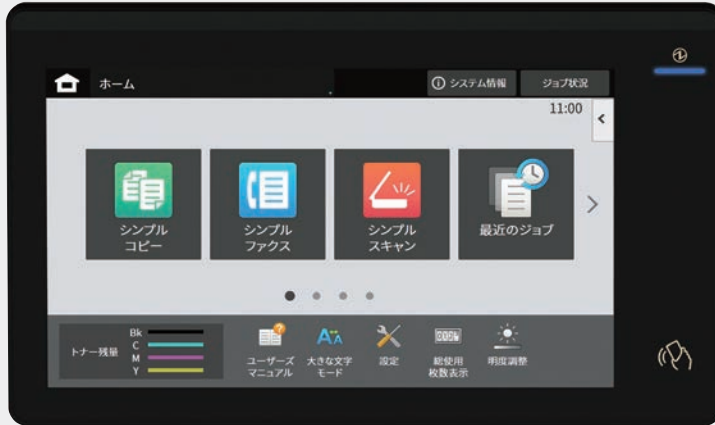 ホーム
システム情報
ジョブ状況
11:00
シンプル
コピー
シンプル
ファクス
シンプル
スキャン
最近のジョブ
トナー残量
Bk
C
M
Y
ユーザーズ
マニュアル
大きな文字
モード
設定
総使用
枚数表示
明度調整